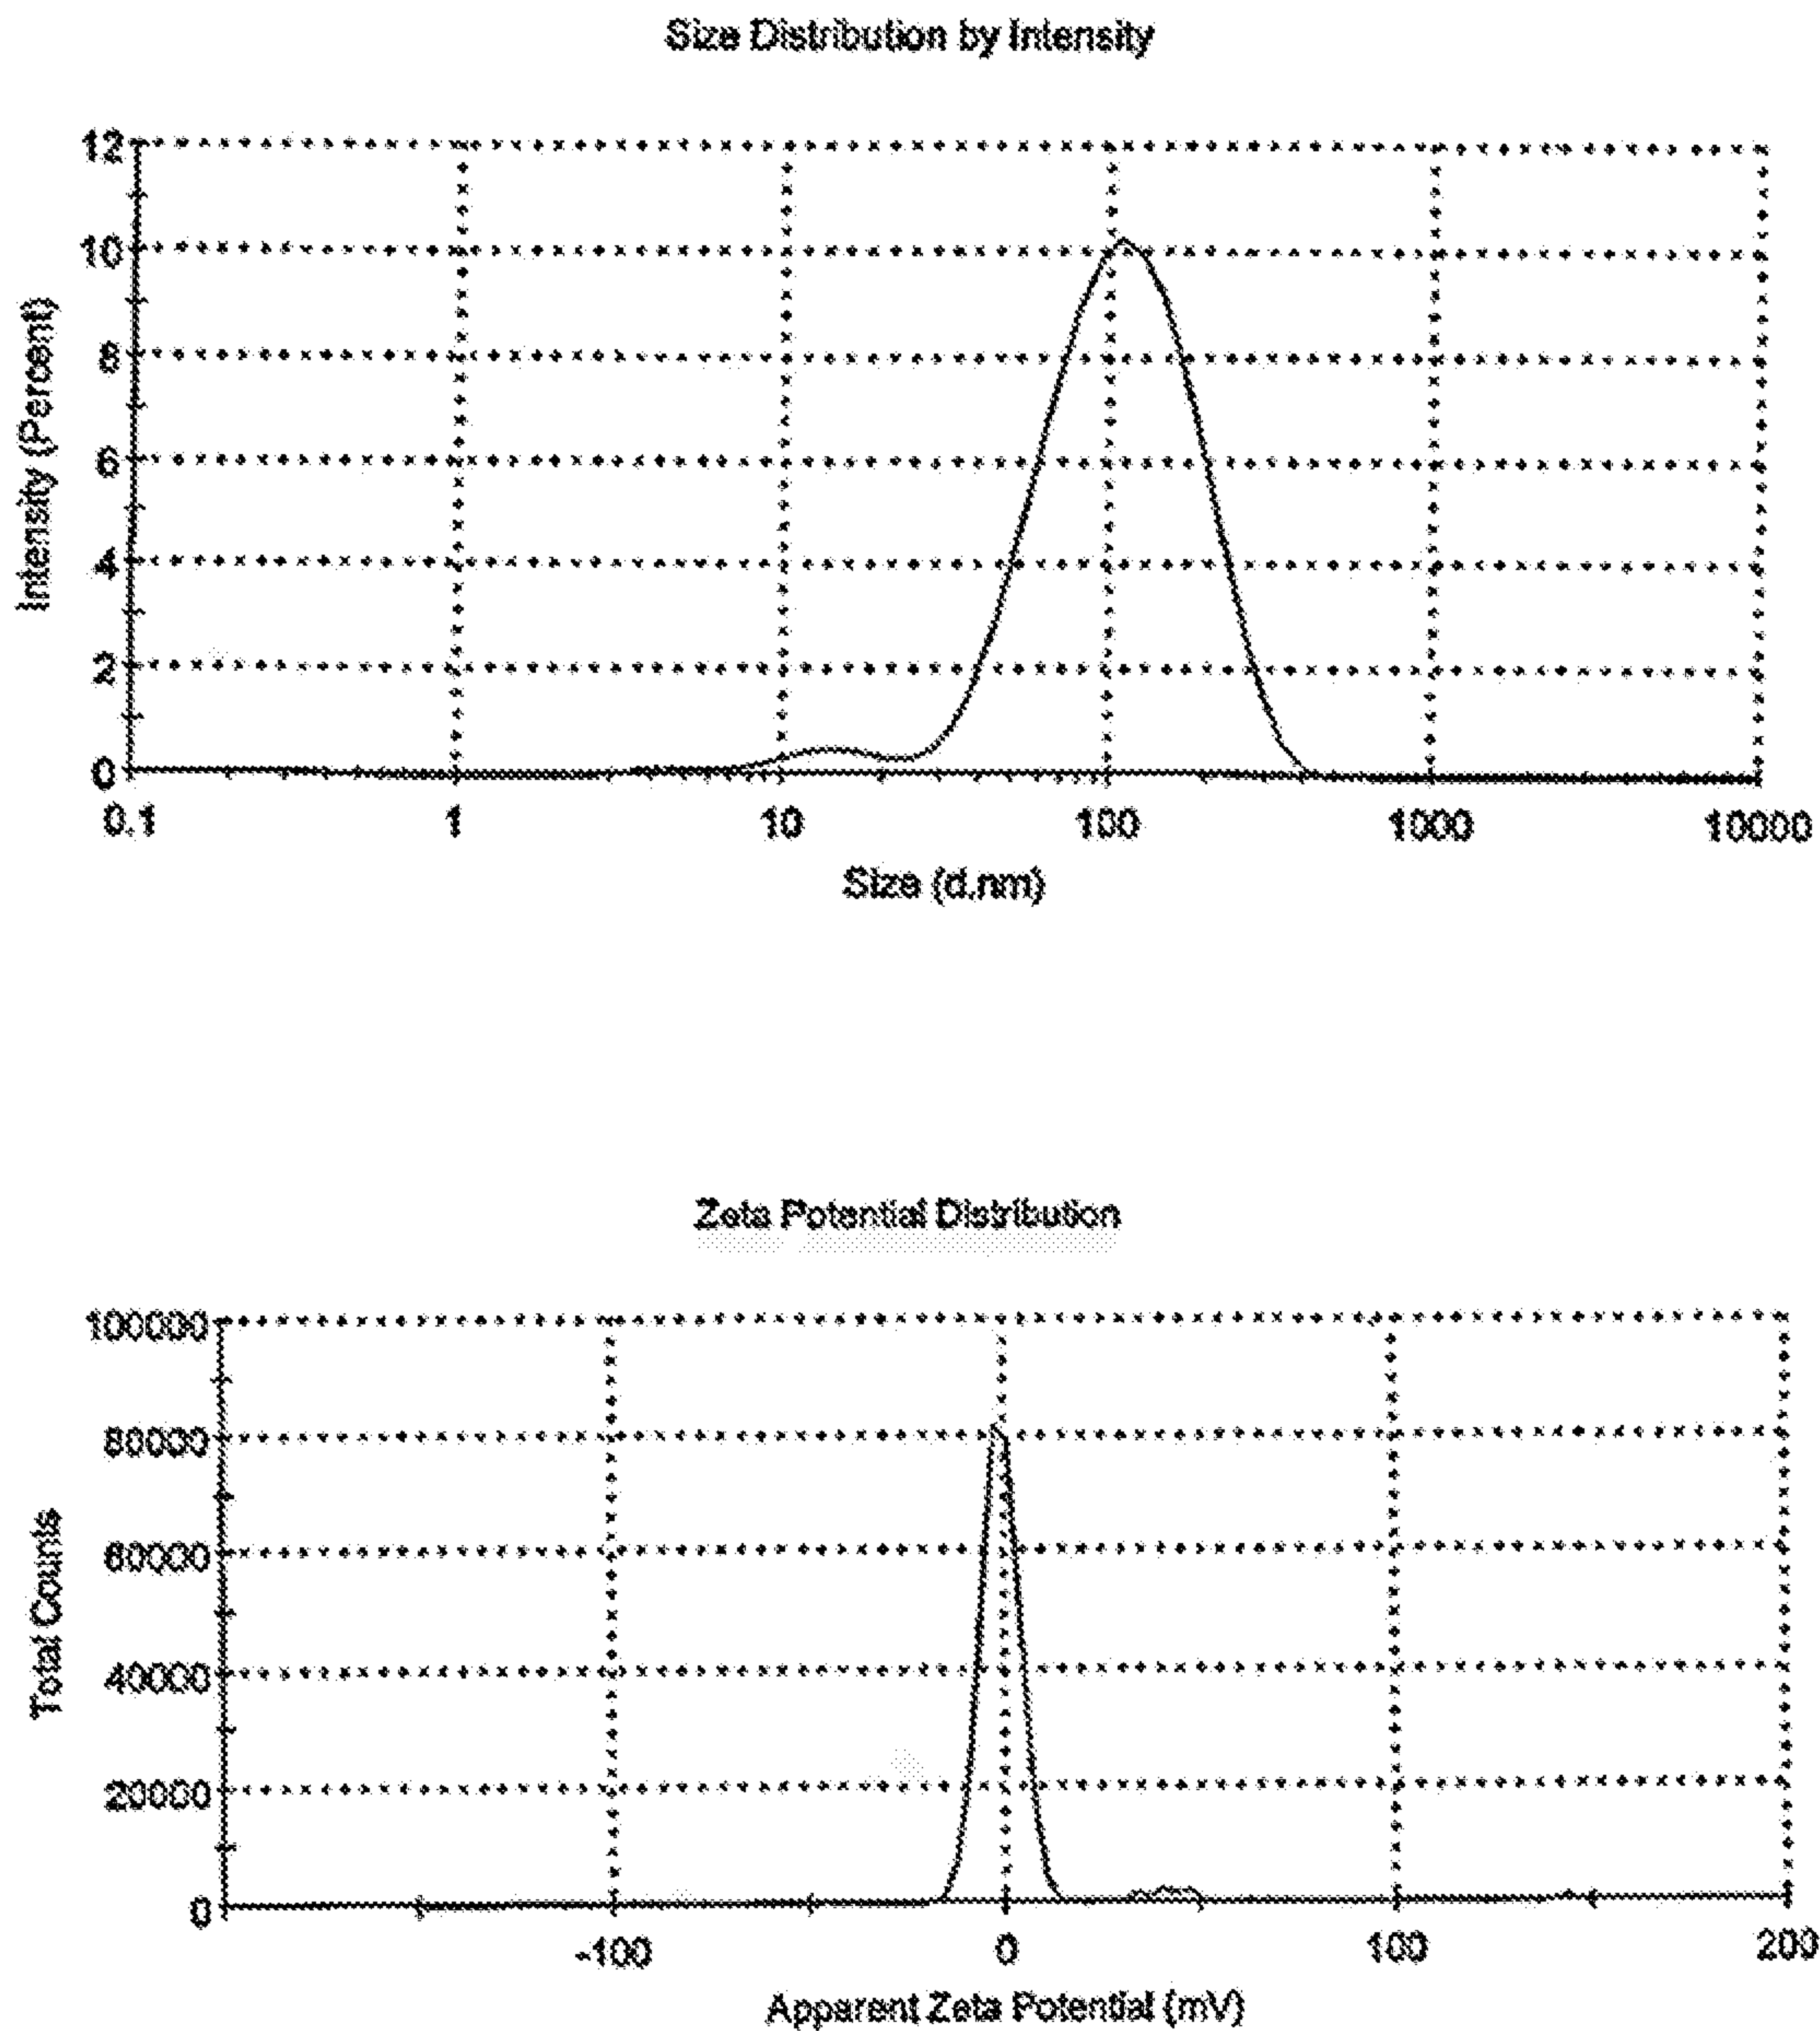 Size Distribution by Intensity
12
10
8
6
4
2
0
Intensity (Percent)
0.1 1 10 100 1000 10000
Size (d.nm)
Zeta Potential Distribution
100000
80000
60000
40000
20000
0
Total Counts
-100 0 100 200
Apparent Zeta Potential (mV)